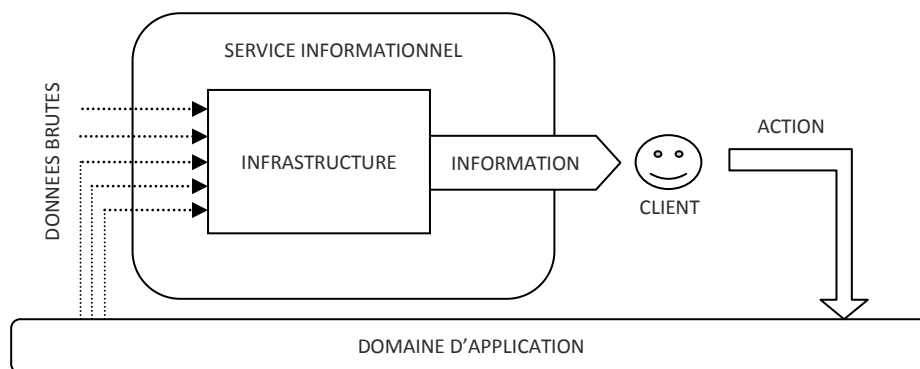 SERVICE INFORMATIONNEL
DONNEES BRUTES
INFRASTRUCTURE
INFORMATION
CLIENT
ACTION
DOMAINE D'APPLICATION